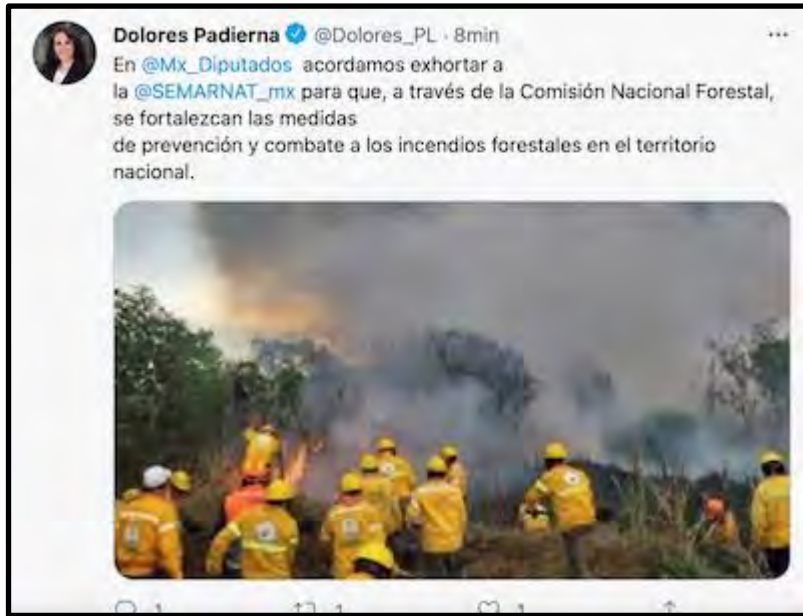 Dolores Padierna @Dolores_PL · 8min
En @Mx_Diputados acordamos exhortar a
la @SEMARNAT_mx para que, a través de la Comisión Nacional Forestal,
se fortalezcan las medidas
de prevención y combate a los incendios forestales en el territorio
nacional.
1 1 1